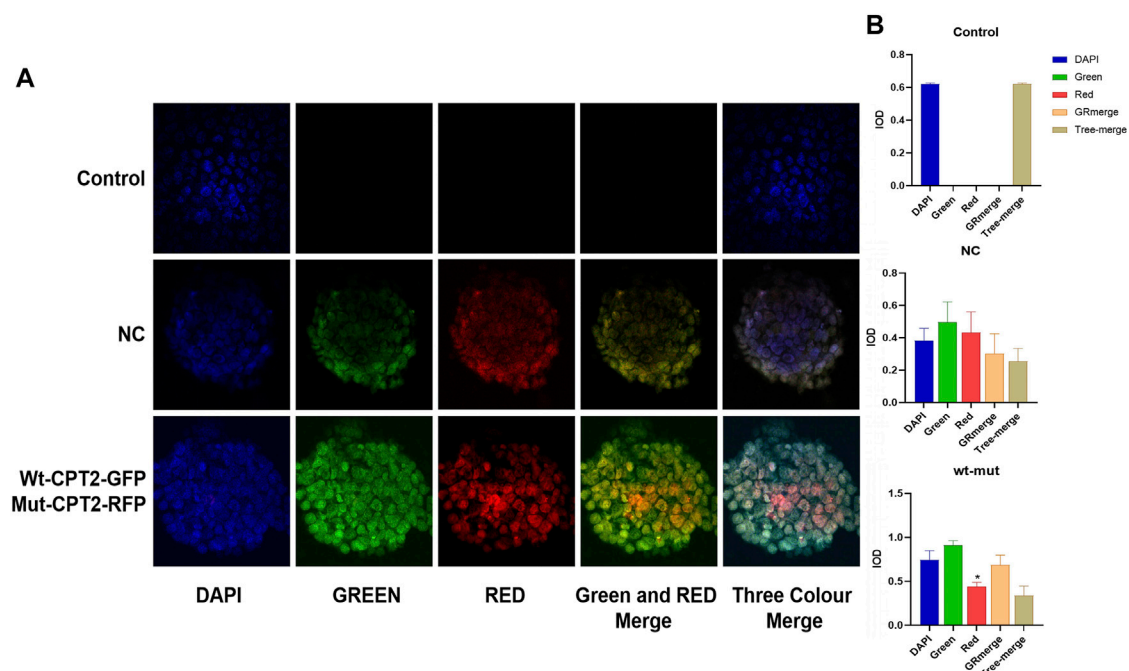 A
Control
NC
Wt-CPT2-GFP
Mut-CPT2-RFP
DAPI
GREEN
RED
Green and RED
Merge
Three Colour
Merge
B
Control
IOD
0.8
0.6
0.4
0.2
0.0
DAPI
Green
Red
GRmerge
Tree-merge
DAPI
Green
Red
GRmerge
Tree-merge
NC
IOD
0.8
0.6
0.4
0.2
0.0
DAPI
Green
Red
GRmerge
Tree-merge
wt-mut
IOD
1.5
1.0
0.5
0.0
*
DAPI
Green
Red
GRmerge
Tree-merge